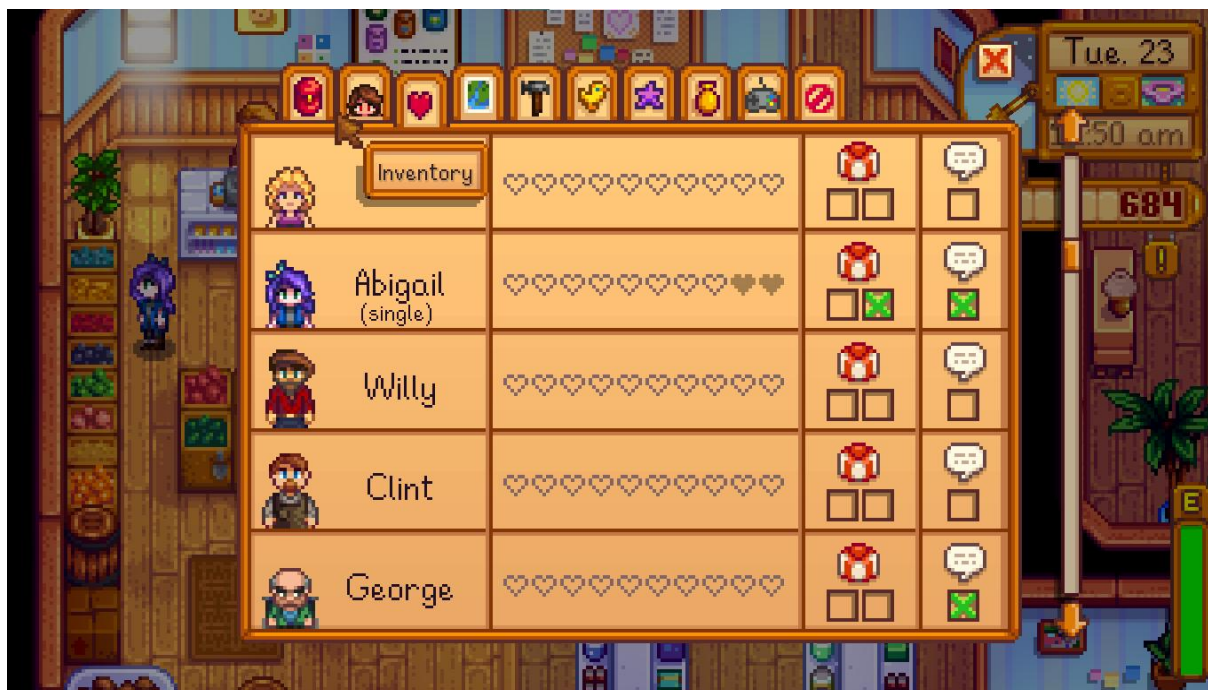 Tue. 23
:50 am
Inventory
684
Abigail
(single)
Willy
Clint
E
George